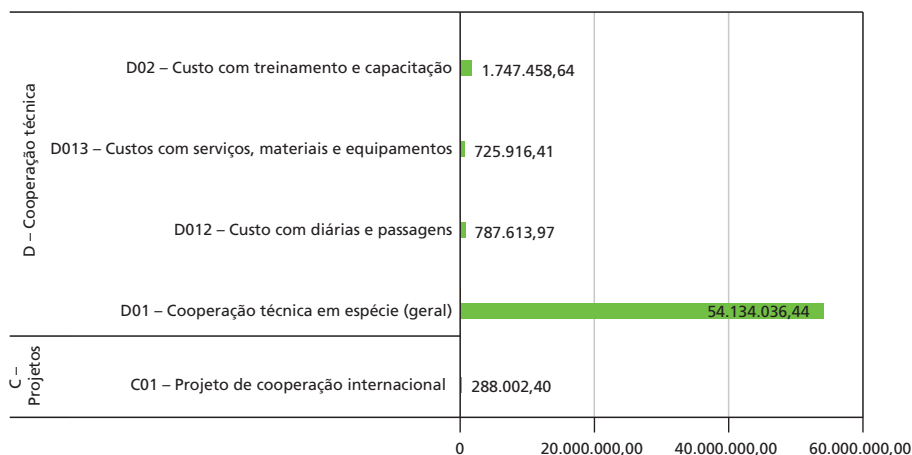 D – Cooperação técnica
D02 – Custo com treinamento e capacitação 1.747.458,64
D013 – Custos com serviços, materiais e equipamentos 725.916,41
D012 – Custo com diárias e passagens 787.613,97
D01 – Cooperação técnica em espécie (geral) 54.134.036,44
C –
Projetos
C01 – Projeto de cooperação internacional 288.002,40
0 20.000.000,00 40.000.000,00 60.000.000,00